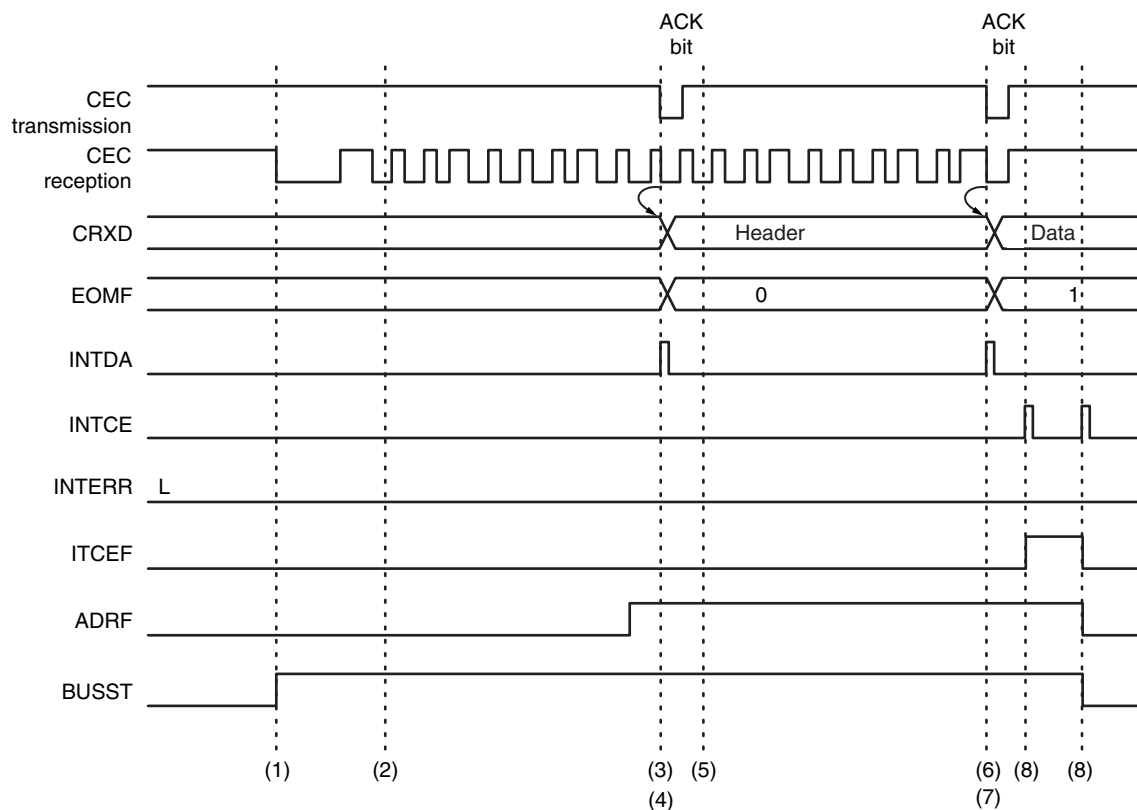 ACK
bit
ACK
bit
CEC
transmission
CEC
reception
CRXD
Header
Data
EOMF
0
1
INTDA
INTCE
INTERR
L
ITCEF
ADRF
BUSST
(1)
(2)
(3)
(5)
(6)
(8)
(8)
(4)
(7)